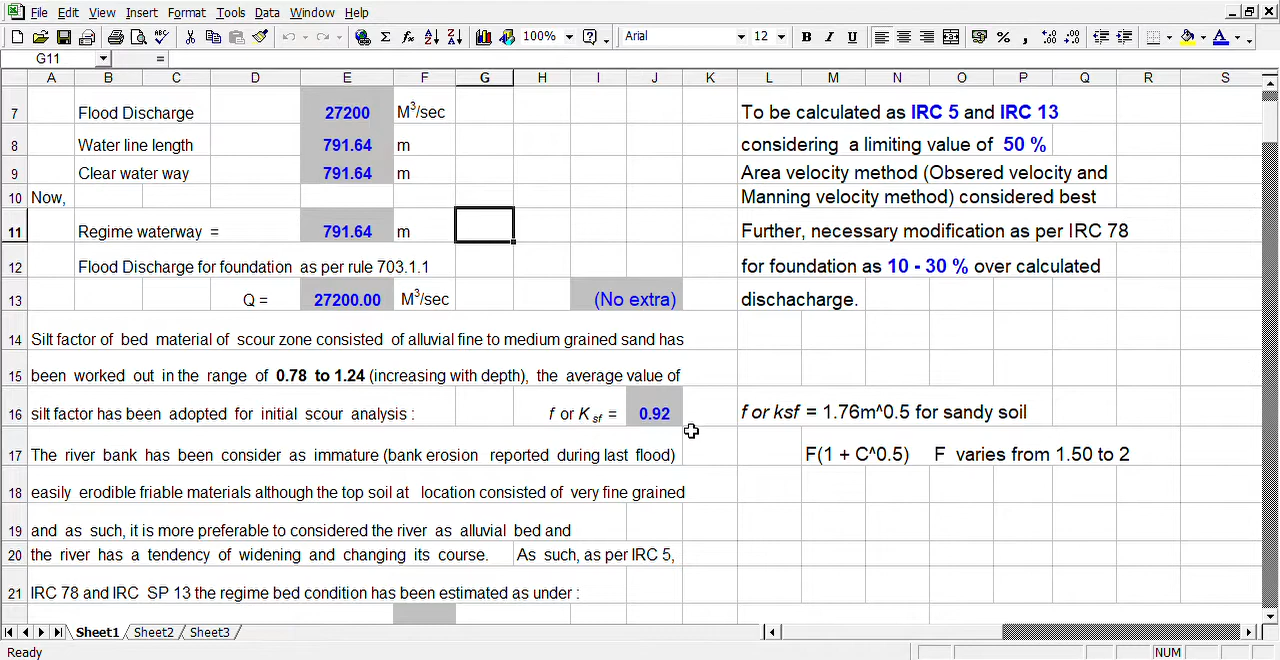 File Edit View Insert Format Tools Data Window Help
100% Arial 12 B I U % ,
G11 =
A B C D E F G H I J K L M N O P Q R S
7 Flood Discharge 27200 M³/sec To be calculated as IRC 5 and IRC 13
8 Water line length 791.64 m considering a limiting value of 50 %
9 Clear water way 791.64 m Area velocity method (Obsered velocity and
10 Now, Manning velocity method) considered best
11 Regime waterway = 791.64 m Further, necessary modification as per IRC 78
12 Flood Discharge for foundation as per rule 703.1.1 for foundation as 10 - 30 % over calculated
13 Q = 27200.00 M³/sec (No extra) dischacharge.
14 Silt factor of bed material of scour zone consisted of alluvial fine to medium grained sand has
15 been worked out in the range of 0.78 to 1.24 (increasing with depth), the average value of
16 silt factor has been adopted for initial scour analysis : f or K sf = 0.92 f or ksf = 1.76m^0.5 for sandy soil
17 The river bank has been consider as immature (bank erosion reported during last flood) F(1 + C^0.5) F varies from 1.50 to 2
18 easily erodible friable materials although the top soil at location consisted of very fine grained
19 and as such, it is more preferable to considered the river as alluvial bed and
20 the river has a tendency of widening and changing its course. As such, as per IRC 5,
21 IRC 78 and IRC SP 13 the regime bed condition has been estimated as under :
Sheet1 Sheet2 Sheet3
Ready NUM